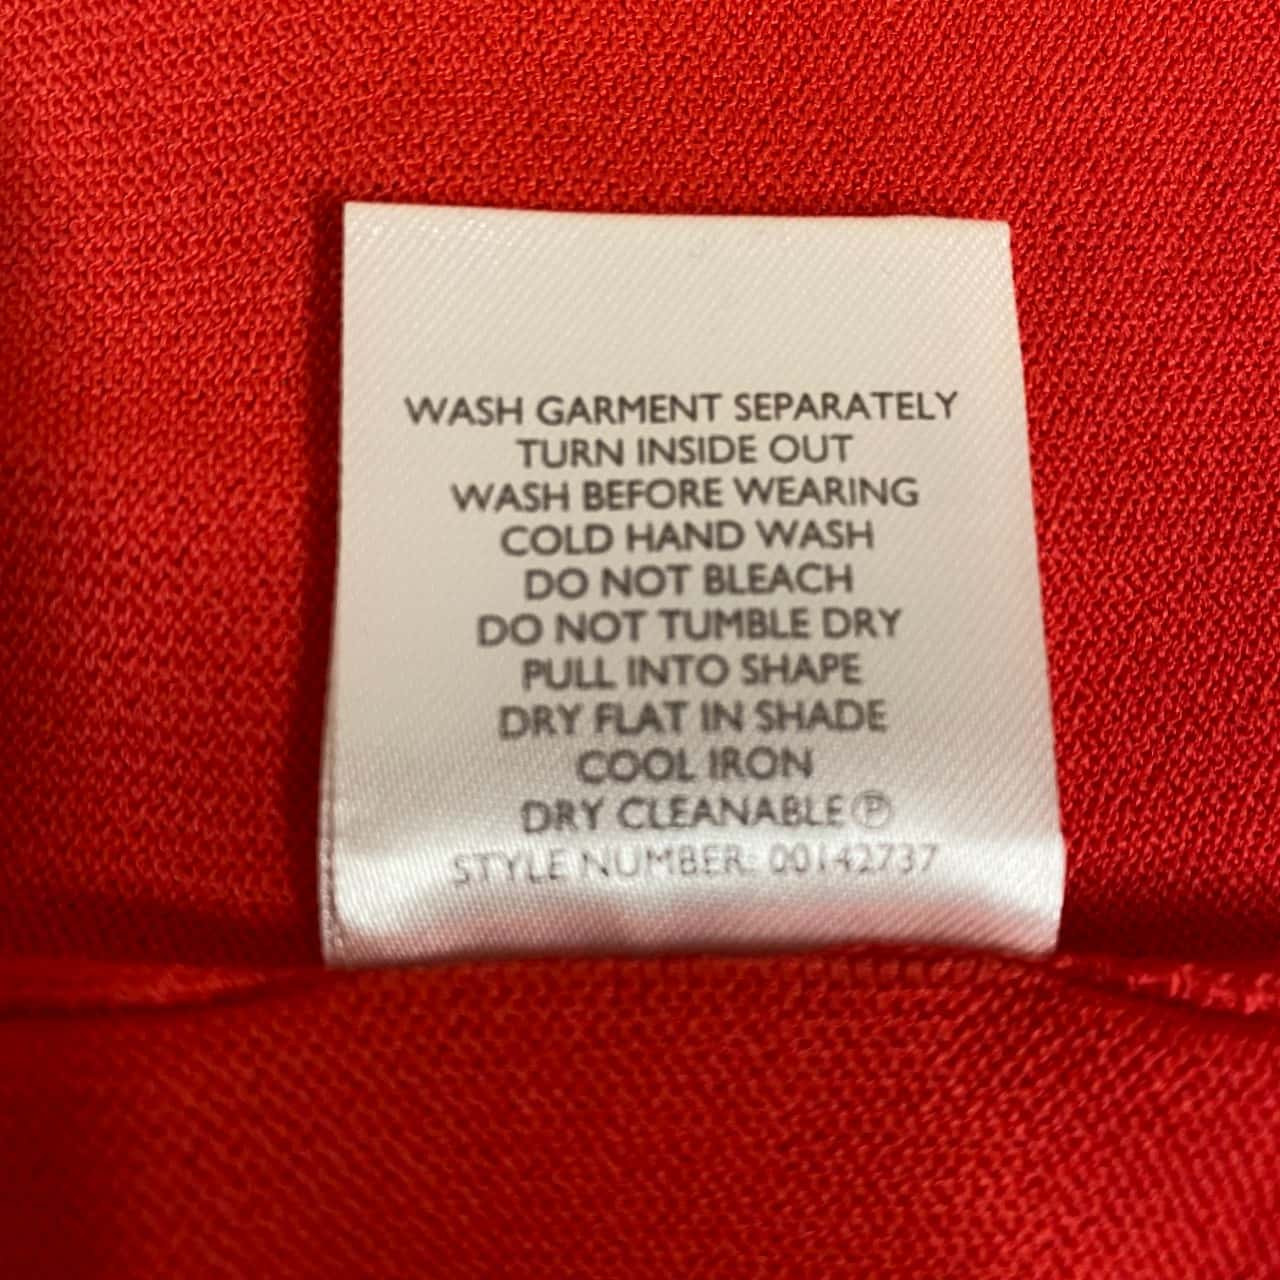 WASH GARMENT SEPARATELY
TURN INSIDE OUT
WASH BEFORE WEARING
COLD HAND WASH
DO NOT BLEACH
DO NOT TUMBLE DRY
PULL INTO SHAPE
DRY FLAT IN SHADE
COOL IRON
DRY CLEANABLE Ⓟ
STYLE NUMBER: 00142737